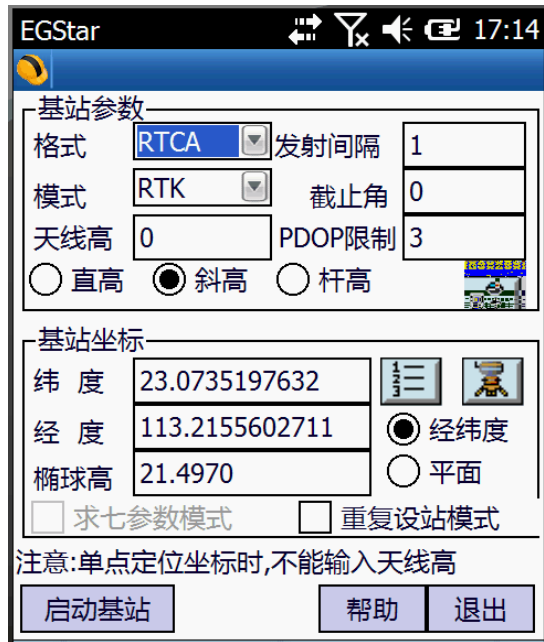 EGStar 17:14
基站参数
格式 RTCA 发射间隔 1
模式 RTK 截止角 0
天线高 0 PDOP限制 3
直高 斜高 杆高
基站坐标
纬 度 23.0735197632
经 度 113.2155602711 经纬度
椭球高 21.4970 平面
求七参数模式 重复设站模式
注意:单点定位坐标时,不能输入天线高
启动基站 帮助 退出